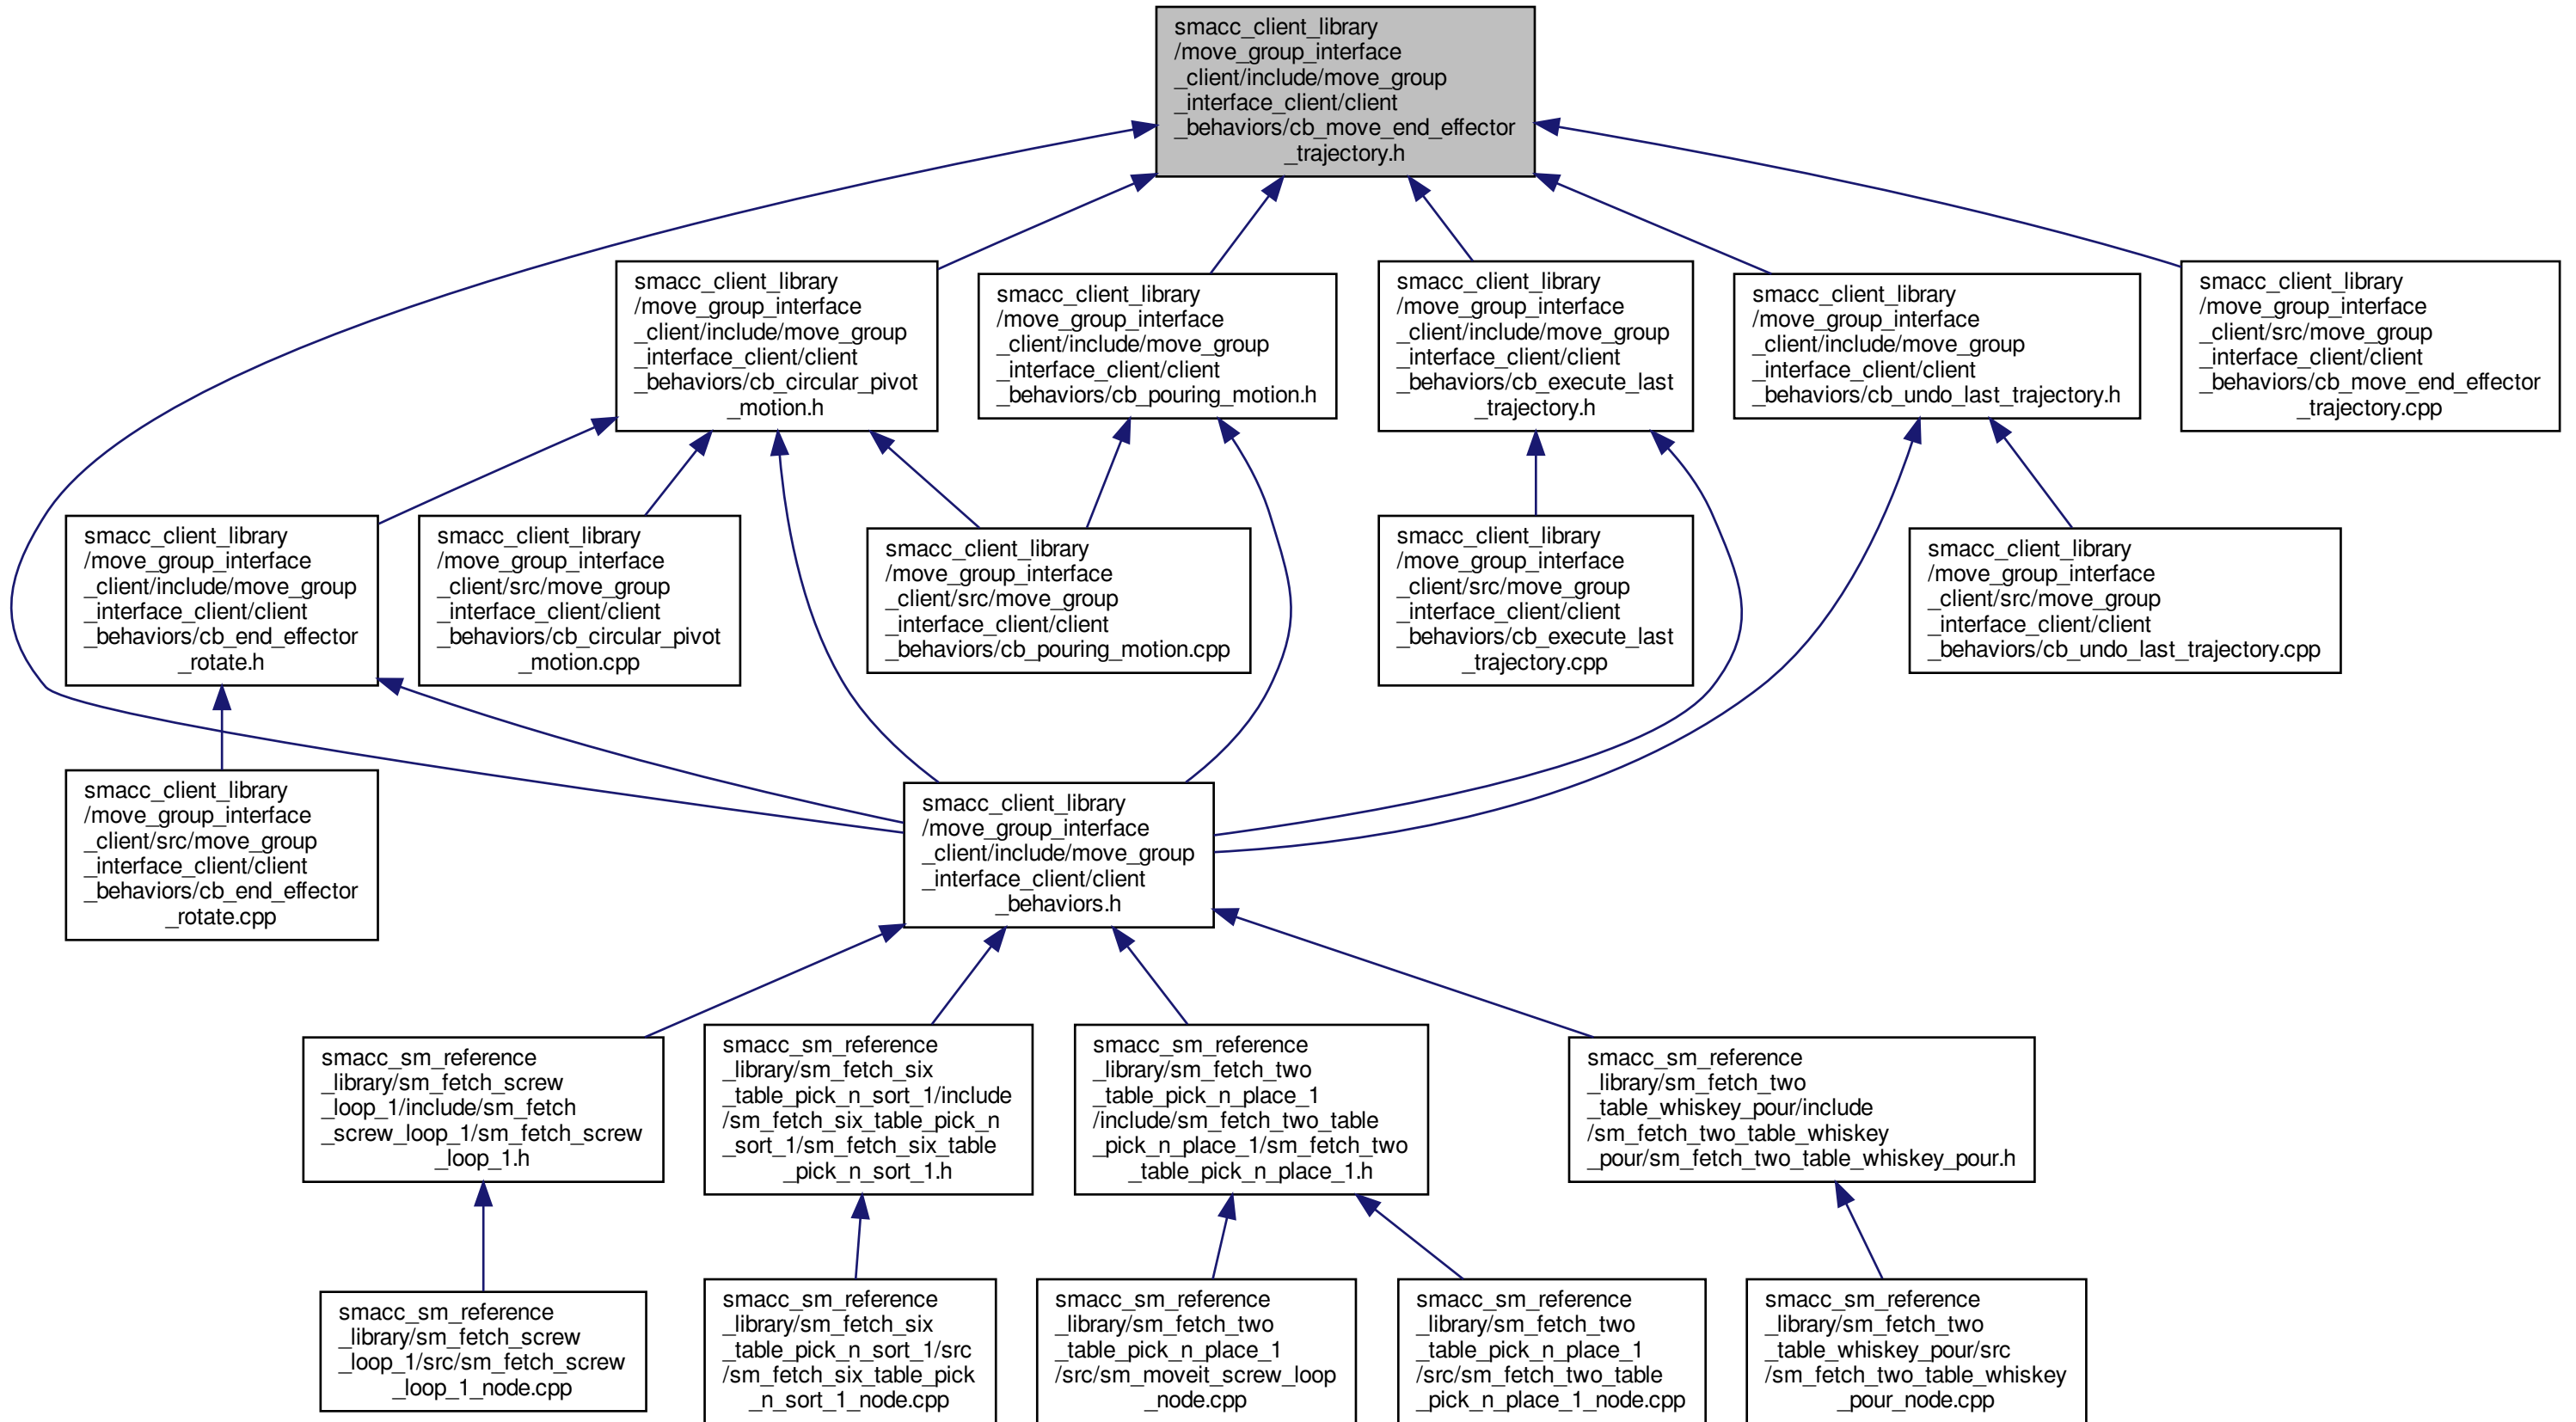 smacc_client_library
/move_group_interface
_client/include/move_group
_interface_client/client
_behaviors/cb_move_end_effector
_trajectory.h
smacc_client_library
/move_group_interface
_client/include/move_group
_interface_client/client
_behaviors/cb_circular_pivot
_motion.h
smacc_client_library
/move_group_interface
_client/include/move_group
_interface_client/client
_behaviors/cb_pouring_motion.h
smacc_client_library
/move_group_interface
_client/include/move_group
_interface_client/client
_behaviors/cb_execute_last
_trajectory.h
smacc_client_library
/move_group_interface
_client/include/move_group
_interface_client/client
_behaviors/cb_undo_last_trajectory.h
smacc_client_library
/move_group_interface
_client/src/move_group
_interface_client/client
_behaviors/cb_move_end_effector
_trajectory.cpp
smacc_client_library
/move_group_interface
_client/include/move_group
_interface_client/client
_behaviors/cb_end_effector
_rotate.h
smacc_client_library
/move_group_interface
_client/src/move_group
_interface_client/client
_behaviors/cb_circular_pivot
_motion.cpp
smacc_client_library
/move_group_interface
_client/src/move_group
_interface_client/client
_behaviors/cb_pouring_motion.cpp
smacc_client_library
/move_group_interface
_client/src/move_group
_interface_client/client
_behaviors/cb_execute_last
_trajectory.cpp
smacc_client_library
/move_group_interface
_client/src/move_group
_interface_client/client
_behaviors/cb_undo_last_trajectory.cpp
smacc_client_library
/move_group_interface
_client/src/move_group
_interface_client/client
_behaviors/cb_end_effector
_rotate.cpp
smacc_client_library
/move_group_interface
_client/include/move_group
_interface_client/client
_behaviors.h
smacc_sm_reference
_library/sm_fetch_screw
_loop_1/include/sm_fetch
_screw_loop_1/sm_fetch_screw
_loop_1.h
smacc_sm_reference
_library/sm_fetch_six
_table_pick_n_sort_1/include
/sm_fetch_six_table_pick_n
_sort_1/sm_fetch_six_table
_pick_n_sort_1.h
smacc_sm_reference
_library/sm_fetch_two
_table_pick_n_place_1
/include/sm_fetch_two_table
_pick_n_place_1/sm_fetch_two
_table_pick_n_place_1.h
smacc_sm_reference
_library/sm_fetch_two
_table_whiskey_pour/include
/sm_fetch_two_table_whiskey
_pour/sm_fetch_two_table_whiskey_pour.h
smacc_sm_reference
_library/sm_fetch_screw
_loop_1/src/sm_fetch_screw
_loop_1_node.cpp
smacc_sm_reference
_library/sm_fetch_six
_table_pick_n_sort_1/src
/sm_fetch_six_table_pick
_n_sort_1_node.cpp
smacc_sm_reference
_library/sm_fetch_two
_table_pick_n_place_1
/src/sm_moveit_screw_loop
_node.cpp
smacc_sm_reference
_library/sm_fetch_two
_table_pick_n_place_1
/src/sm_fetch_two_table
_pick_n_place_1_node.cpp
smacc_sm_reference
_library/sm_fetch_two
_table_whiskey_pour/src
/sm_fetch_two_table_whiskey
_pour_node.cpp